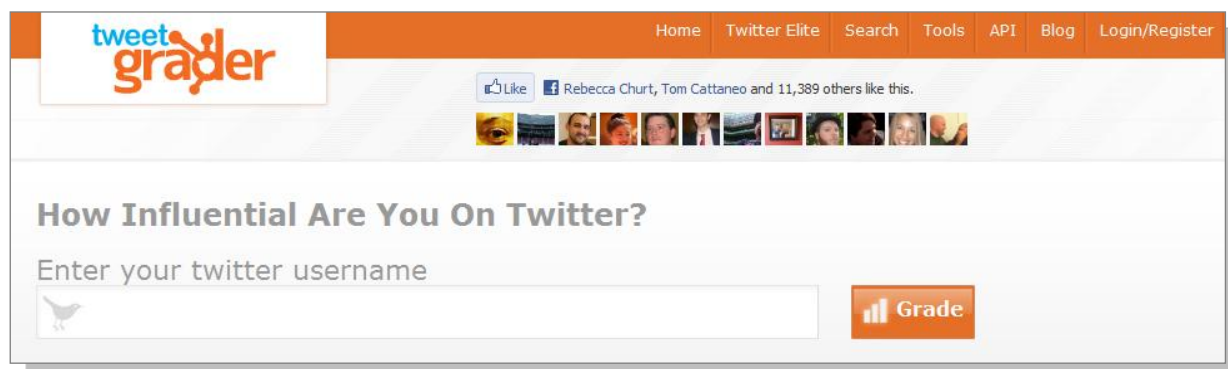 tweet
grader
Home Twitter Elite Search Tools API Blog Login/Register
Like Rebecca Churt, Tom Cattaneo and 11,389 others like this.
How Influential Are You On Twitter?
Enter your twitter username
Grade